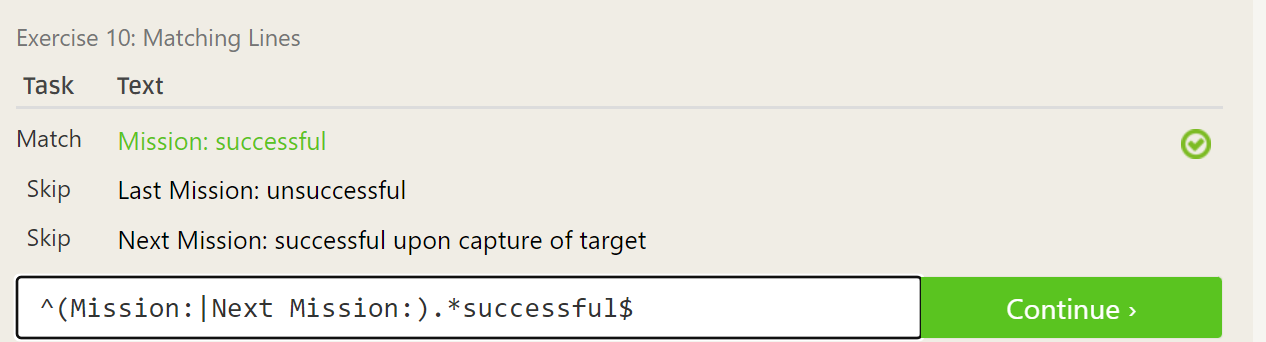 Exercise 10: Matching Lines
Task Text
Match Mission: successful
Skip Last Mission: unsuccessful
Skip Next Mission: successful upon capture of target
^(Mission:|Next Mission:).*successful$ Continue ›